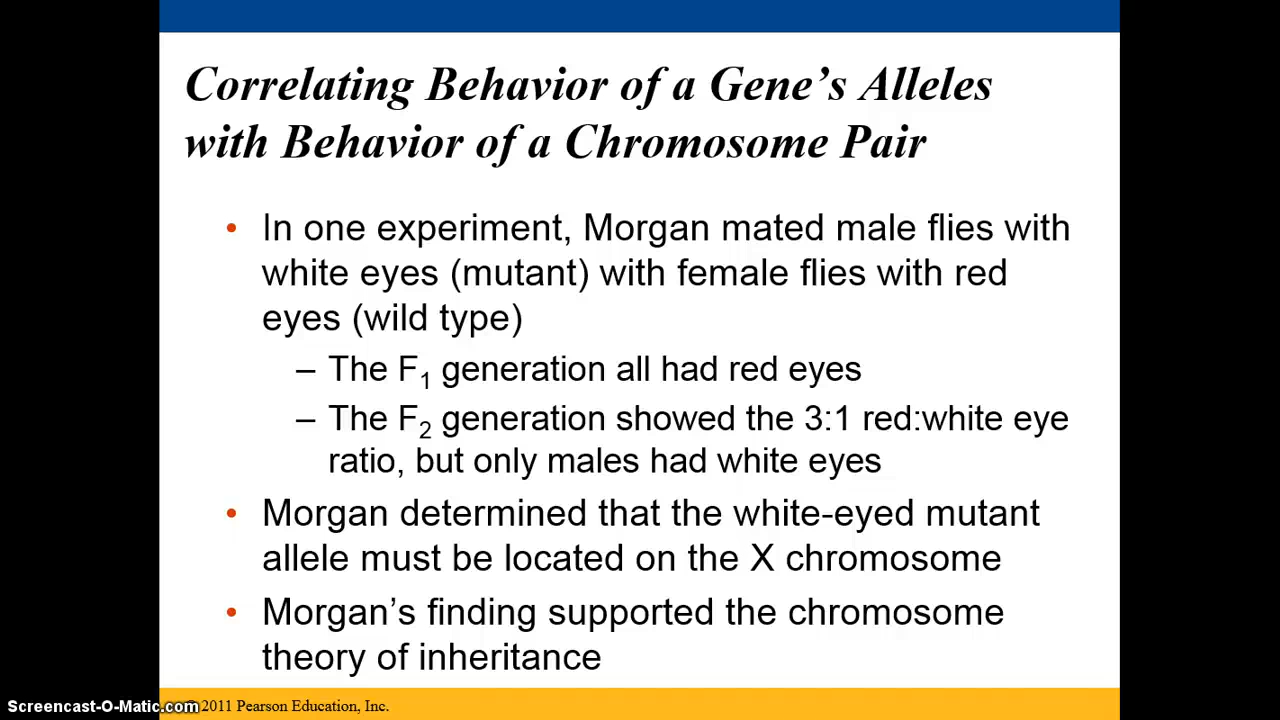 Correlating Behavior of a Gene’s Alleles
with Behavior of a Chromosome Pair
• In one experiment, Morgan mated male flies with
white eyes (mutant) with female flies with red
eyes (wild type)
– The F1 generation all had red eyes
– The F2 generation showed the 3:1 red:white eye
ratio, but only males had white eyes
• Morgan determined that the white-eyed mutant
allele must be located on the X chromosome
• Morgan’s finding supported the chromosome
theory of inheritance
Screencast-O-Matic.com
© 2011 Pearson Education, Inc.